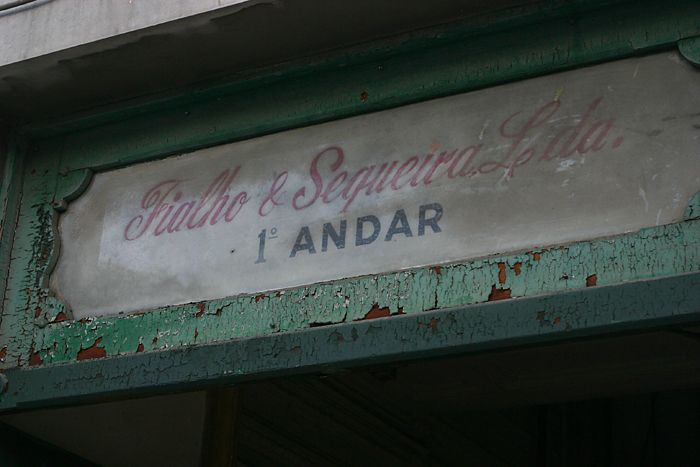 Fialho & Sequeira, Lda.
1º ANDAR